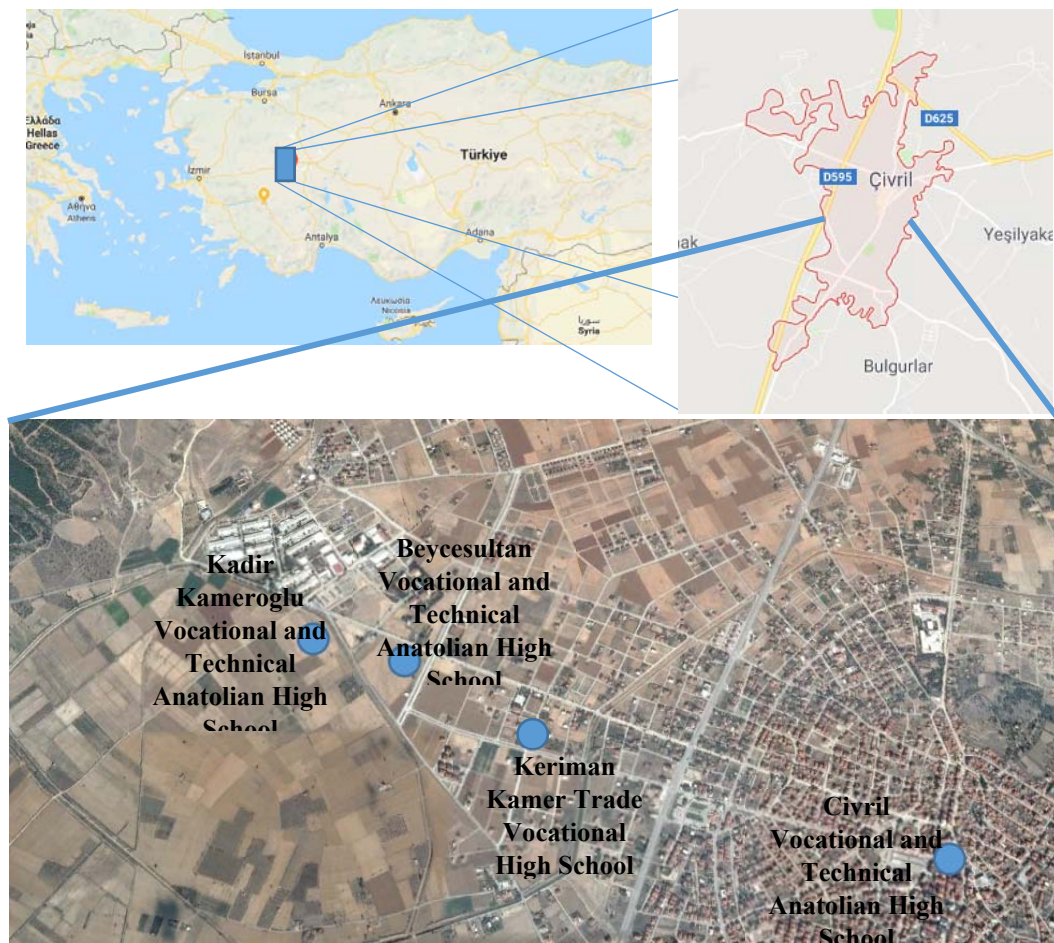 İstanbul
Bursa
Ankara
Ελλάδα
Hellas
Greece
Türkiye
İzmir
Αθήνα
Athens
Antalya
Adana
Λευκωσία
Nicosia
سوريا
Syria
D625
D595
Çivril
Yeşilyaka
ak
Bulgurlar
Kadir
Kameroglu
Vocational and
Technical
Anatolian High
School
Beycesultan
Vocational and
Technical
Anatolian High
School
Keriman
Kamer Trade
Vocational
High School
Civril
Vocational and
Technical
Anatolian High
School